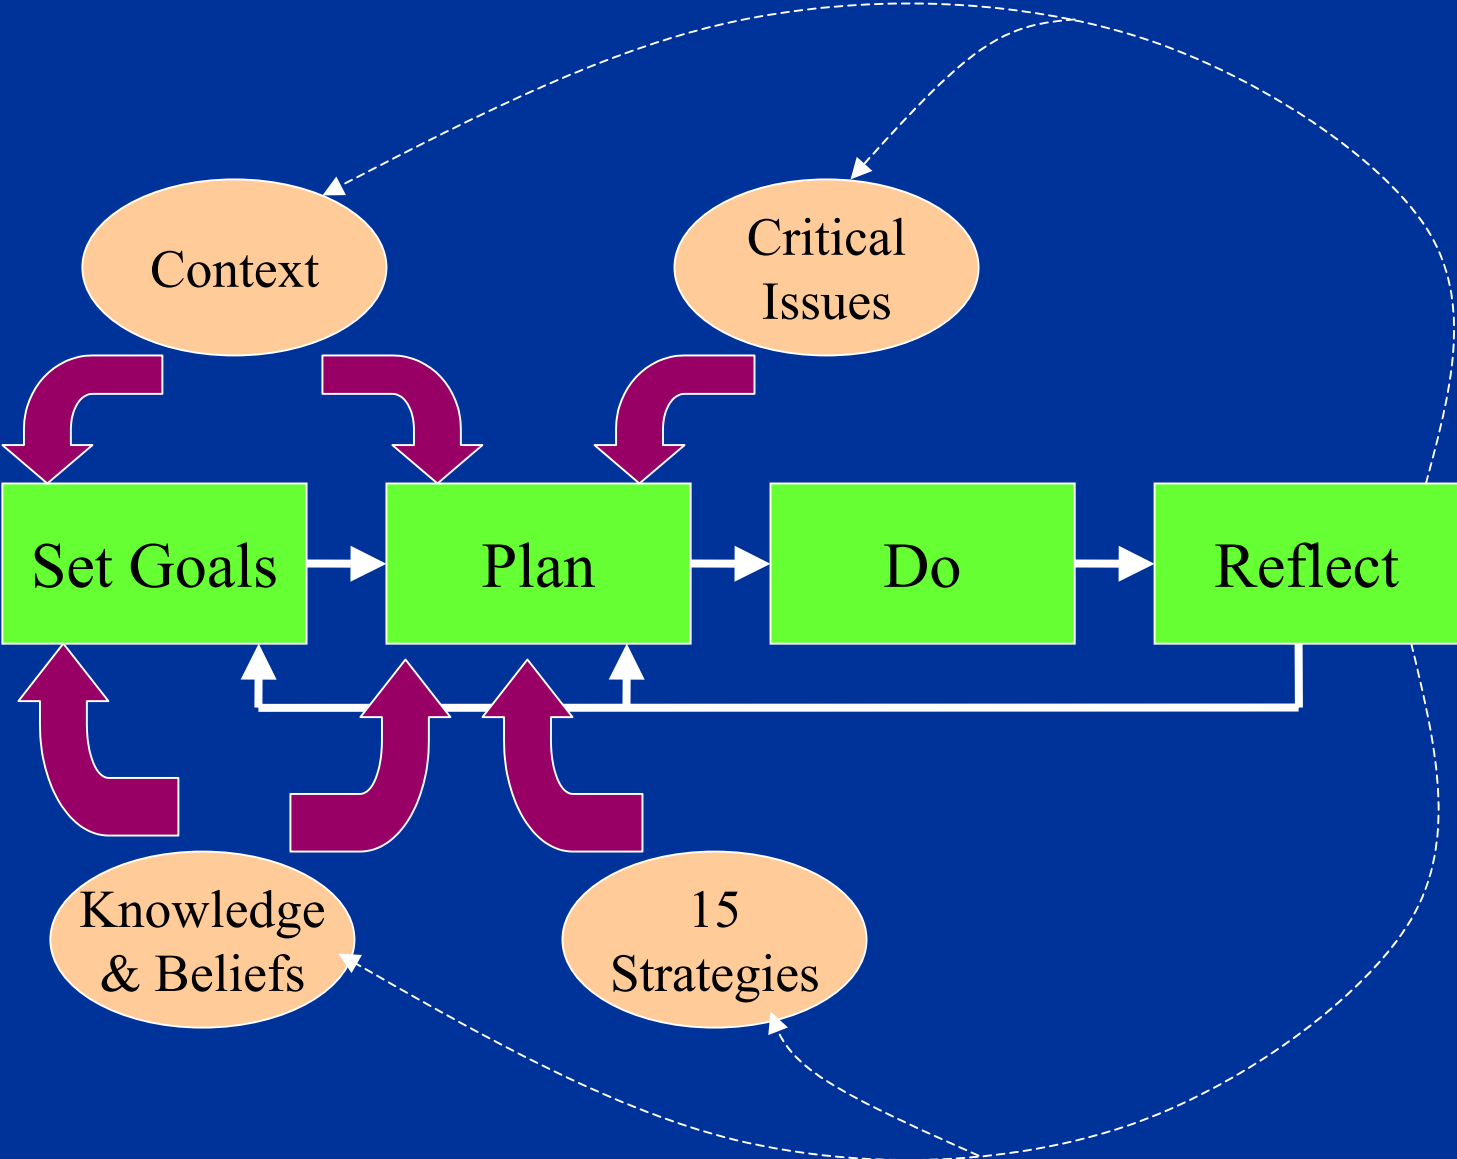 Context
Critical
Issues
Set Goals
Plan
Do
Reflect
Knowledge
& Beliefs
15
Strategies